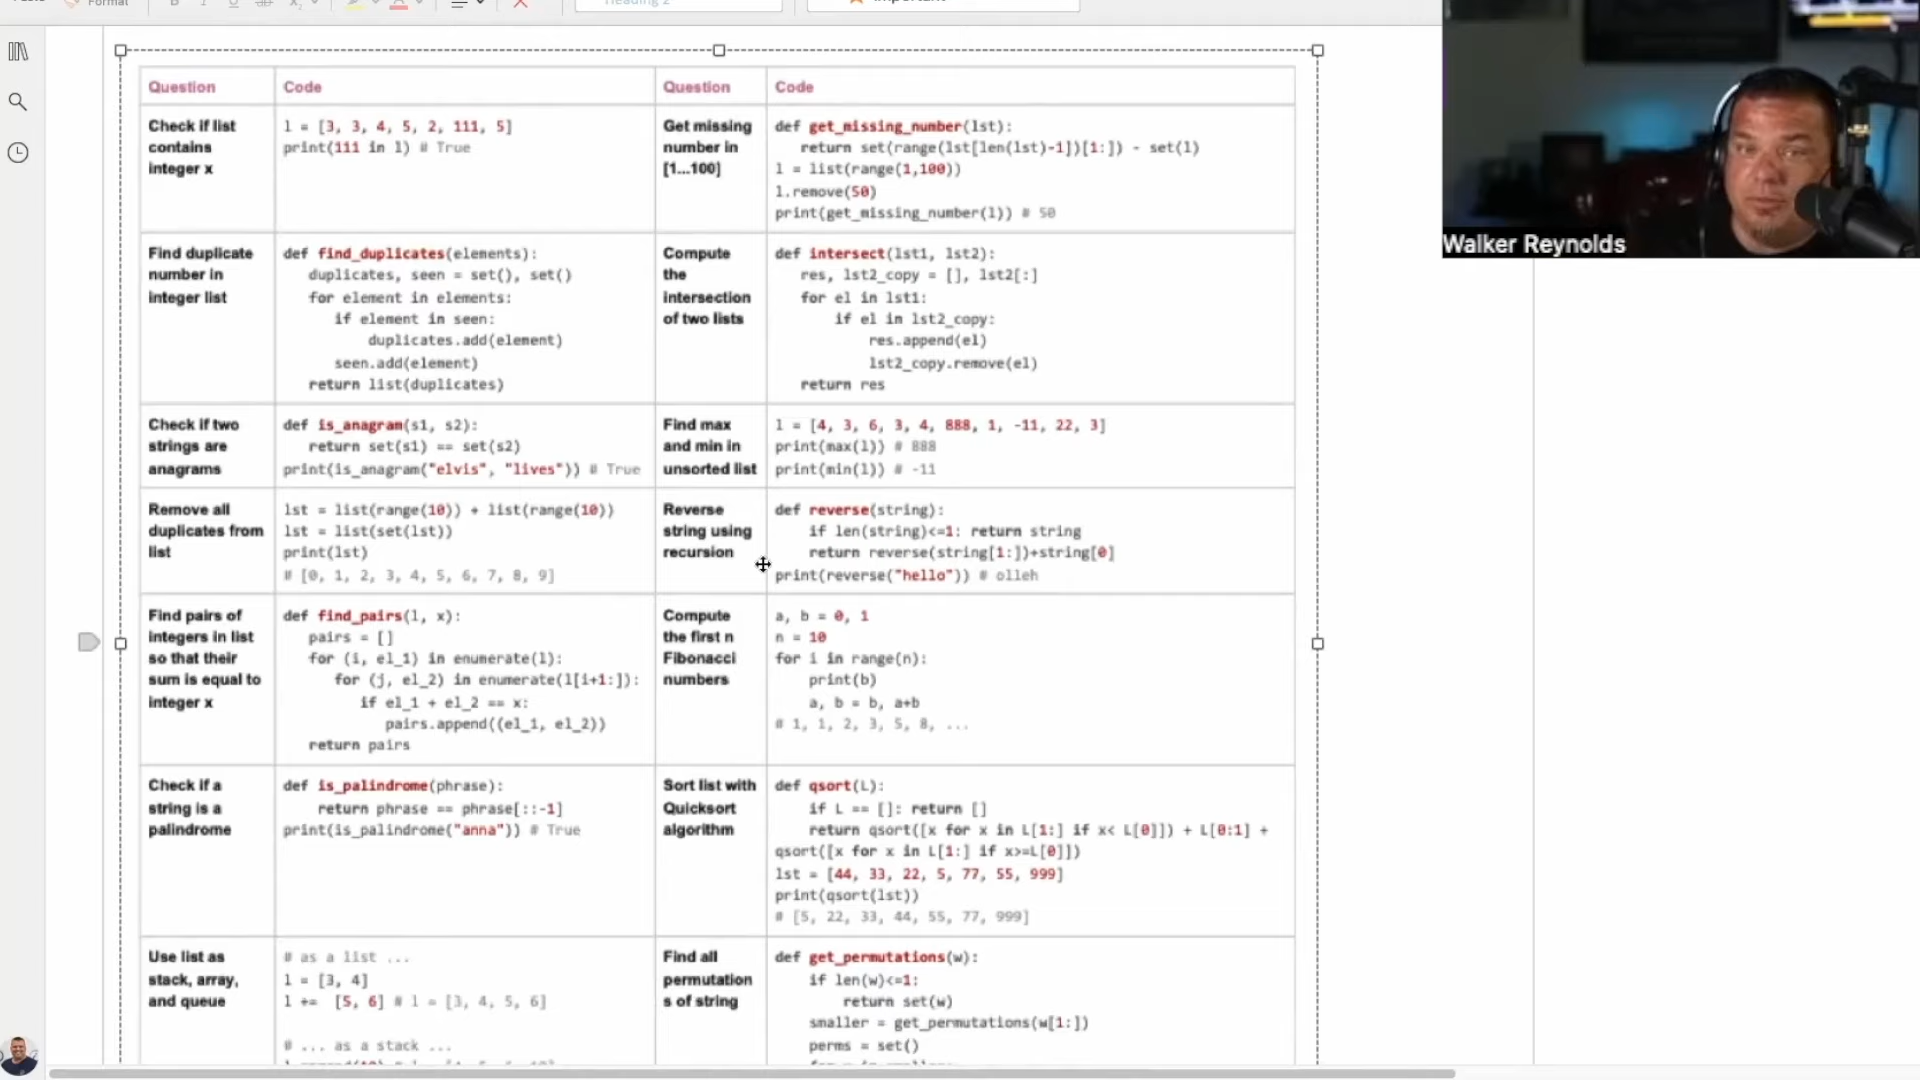 Format
Heading 2
Important
Walker Reynolds
Question
Code
Question
Code
Check if list
contains
integer x
l = [3, 3, 4, 5, 2, 111, 5]
print(111 in l) # True
Get missing
number in
[1...100]
def get_missing_number(lst):
return set(range(lst[len(lst)-1])[1:]) - set(l)
l = list(range(1,100))
l.remove(50)
print(get_missing_number(l)) # 50
Find duplicate
number in
integer list
def find_duplicates(elements):
duplicates, seen = set(), set()
for element in elements:
if element in seen:
duplicates.add(element)
seen.add(element)
return list(duplicates)
Compute
the
intersection
of two lists
def intersect(lst1, lst2):
res, lst2_copy = [], lst2[:]
for el in lst1:
if el in lst2_copy:
res.append(el)
lst2_copy.remove(el)
return res
Check if two
strings are
anagrams
def is_anagram(s1, s2):
return set(s1) == set(s2)
print(is_anagram("elvis", "lives")) # True
Find max
and min in
unsorted list
l = [4, 3, 6, 3, 4, 888, 1, -11, 22, 3]
print(max(l)) # 888
print(min(l)) # -11
Remove all
duplicates from
list
lst = list(range(10)) + list(range(10))
lst = list(set(lst))
print(lst)
# [0, 1, 2, 3, 4, 5, 6, 7, 8, 9]
Reverse
string using
recursion
def reverse(string):
if len(string)<=1: return string
return reverse(string[1:])+string[0]
print(reverse("hello")) # olleh
Find pairs of
integers in list
so that their
sum is equal to
integer x
def find_pairs(l, x):
pairs = []
for (i, el_1) in enumerate(l):
for (j, el_2) in enumerate(l[i+1:]):
if el_1 + el_2 == x:
pairs.append((el_1, el_2))
return pairs
Compute
the first n
Fibonacci
numbers
a, b = 0, 1
n = 10
for i in range(n):
print(b)
a, b = b, a+b
# 1, 1, 2, 3, 5, 8, ...
Check if a
string is a
palindrome
def is_palindrome(phrase):
return phrase == phrase[::-1]
print(is_palindrome("anna")) # True
Sort list with
Quicksort
algorithm
def qsort(L):
if L == []: return []
return qsort([x for x in L[1:] if x< L[0]]) + L[0:1] +
qsort([x for x in L[1:] if x>=L[0]])
lst = [44, 33, 22, 5, 77, 55, 999]
print(qsort(lst))
# [5, 22, 33, 44, 55, 77, 999]
Use list as
stack, array,
and queue
# as a list ...
l = [3, 4]
l += [5, 6] # l = [3, 4, 5, 6]
# ... as a stack ...
Find all
permutation
s of string
def get_permutations(w):
if len(w)<=1:
return set(w)
smaller = get_permutations(w[1:])
perms = set()